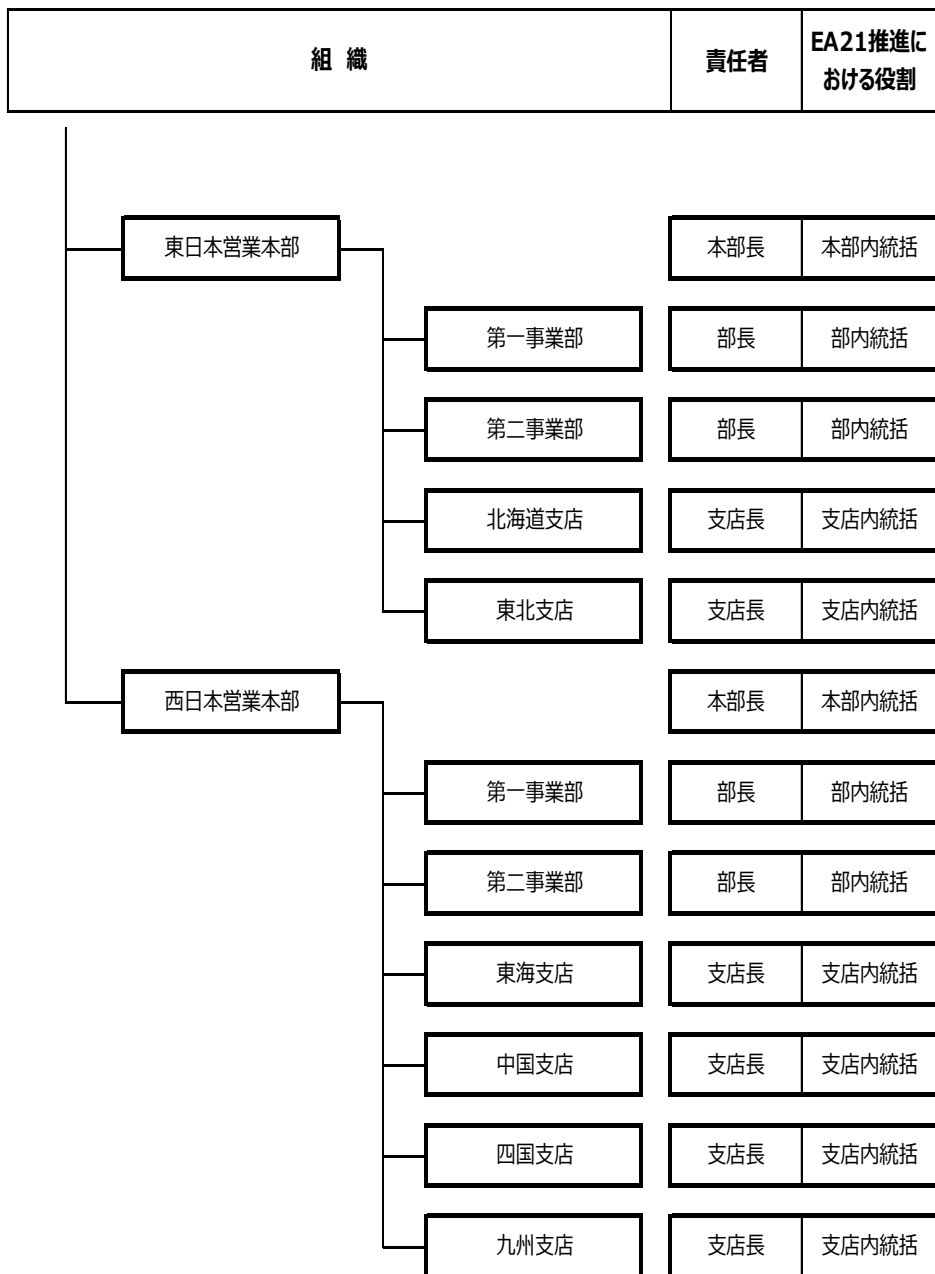 組 織
責任者
EA21推進に
おける役割
東日本営業本部
本部長
本部内統括
第一事業部
部長
部内統括
第二事業部
部長
部内統括
北海道支店
支店長
支店内統括
東北支店
支店長
支店内統括
西日本営業本部
本部長
本部内統括
第一事業部
部長
部内統括
第二事業部
部長
部内統括
東海支店
支店長
支店内統括
中国支店
支店長
支店内統括
四国支店
支店長
支店内統括
九州支店
支店長
支店内統括